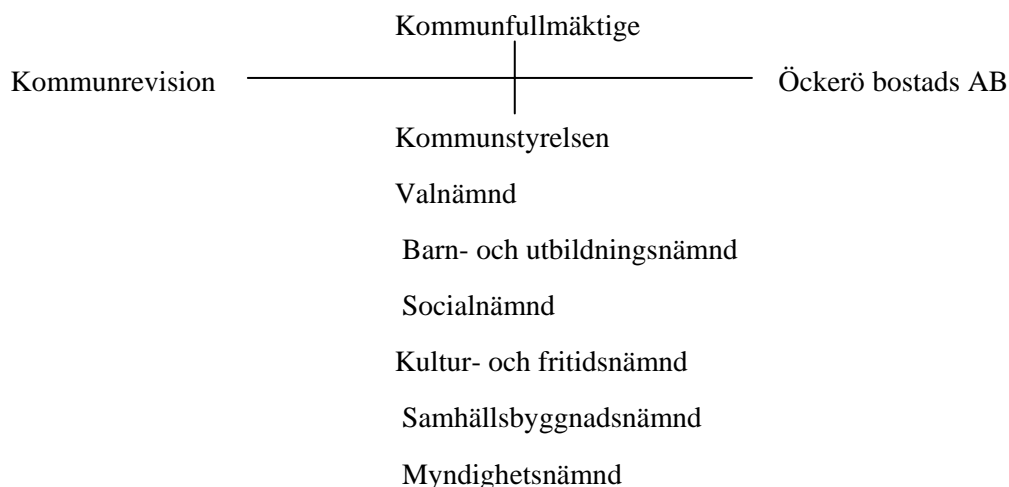 Kommunfullmäktige
Kommunrevision Öckerö bostads AB
Kommunstyrelsen
Valnämnd
Barn- och utbildningsnämnd
Socialnämnd
Kultur- och fritidsnämnd
Samhällsbyggnadsnämnd
Myndighetsnämnd